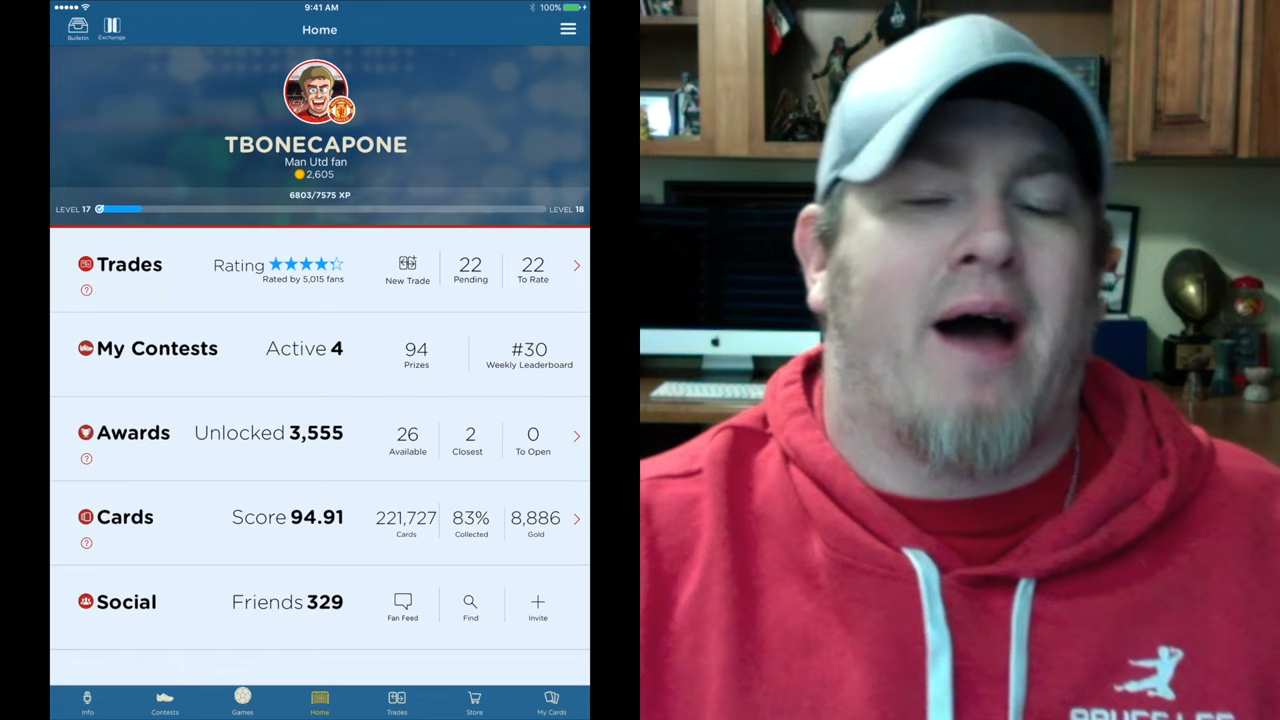 9:41 AM
100%
Bulletin
Exchange
Home
TBONECAPONE
Man Utd fan
2,605
6803/7575 XP
LEVEL 17
LEVEL 18
Trades
Rating
Rated by 5,015 fans
New Trade
22
Pending
22
To Rate
?
My Contests
Active 4
94
Prizes
#30
Weekly Leaderboard
Awards
Unlocked 3,555
26
Available
2
Closest
0
To Open
?
Cards
Score 94.91
221,727
Cards
83%
Collected
8,886
Gold
?
Social
Friends 329
Fan Feed
Find
Invite
Info
Contests
Games
Home
Trades
Store
My Cards
BRUCE LEE